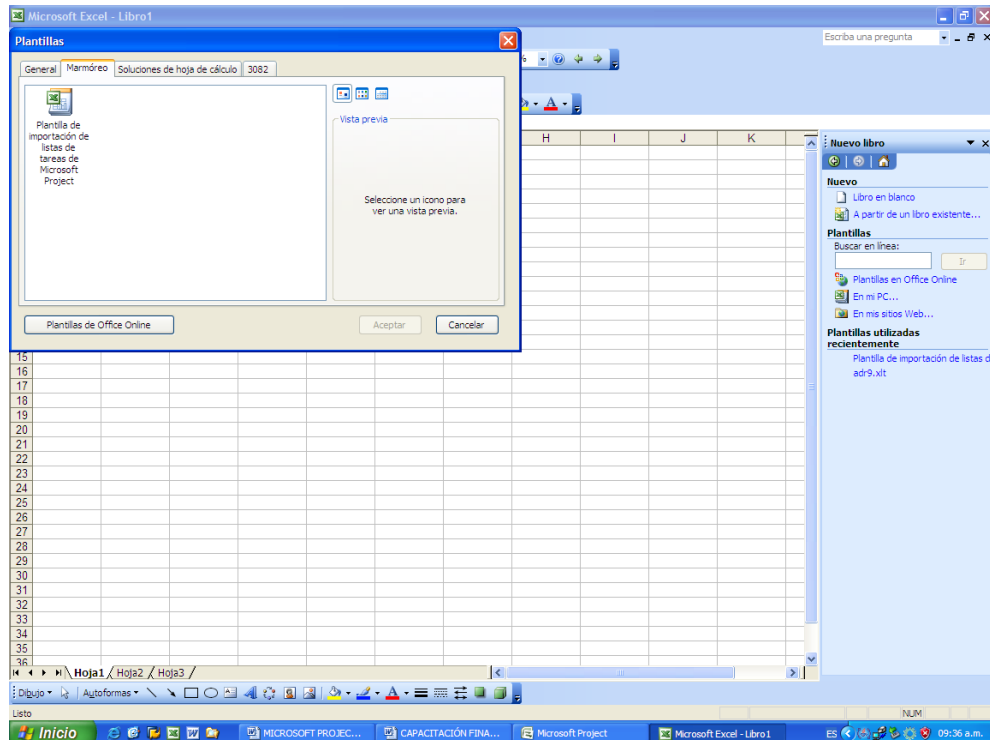 Microsoft Excel - Libro1
Escriba una pregunta
Plantillas
General Marmóreo Soluciones de hoja de cálculo 3082
Plantilla de
importación de
listas de
tareas de
Microsoft
Project
Vista previa
Seleccione un icono para
ver una vista previa.
Plantillas de Office Online
Aceptar Cancelar
%
A
H I J K
15
16
17
18
19
20
21
22
23
24
25
26
27
28
29
30
31
32
33
34
35
36
Nuevo libro
Nuevo
Libro en blanco
A partir de un libro existente...
Plantillas
Buscar en línea:
Ir
Plantillas en Office Online
En mi PC...
En mis sitios Web...
Plantillas utilizadas
recientemente
Plantilla de importación de listas d
adr9.xlt
Hoja1 Hoja2 Hoja3
Dibujo Autoformas A A
Listo
NUM
Inicio
MICROSOFT PROJEC...
CAPACITACIÓN FINA...
Microsoft Project
Microsoft Excel - Libro1
ES
09:36 a.m.